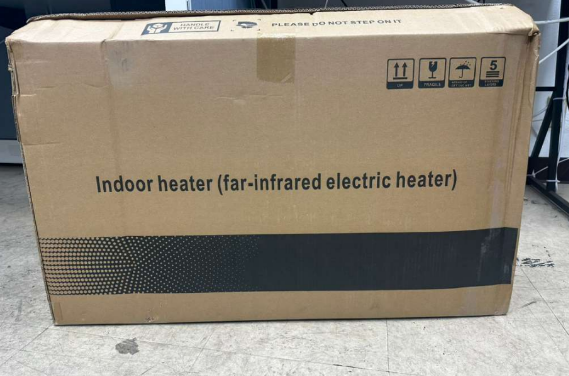 HANDLE
WITH CARE
PLEASE DO NOT STEP ON IT
5
UP
FRAGILE
Indoor heater (far-infrared electric heater)